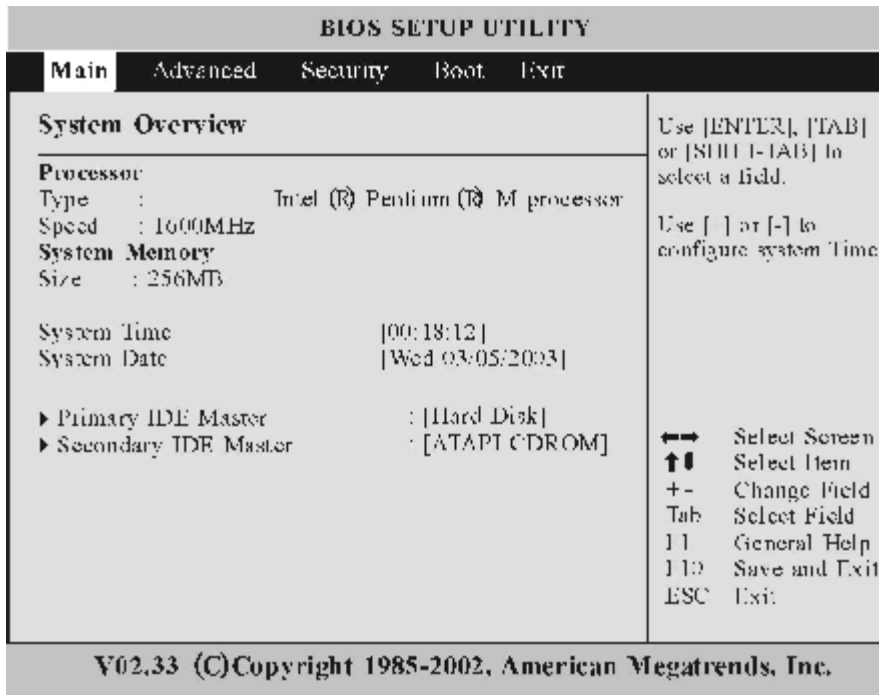 BIOS SETUP UTILITY
Main Advanced Security Boot Exit
System Overview
Processor
Type : Intel (R) Pentium (R) M processor
Speed : 1600MHz
System Memory
Size : 256MB
System Time [00:18:12]
System Date [Wed 03/05/2003]
Primary IDE Master : [Hard Disk]
Secondary IDE Master : [ATAPI CDROM]
Use [ENTER], [TAB]
or [SHIFT-TAB] to
select a field.
Use [+] or [-] to
configure system Time
Select Screen
Select Item
+- Change Field
Tab Select Field
F1 General Help
F10 Save and Exit
ESC Exit
V02.33 (C)Copyright 1985-2002, American Megatrends, Inc.